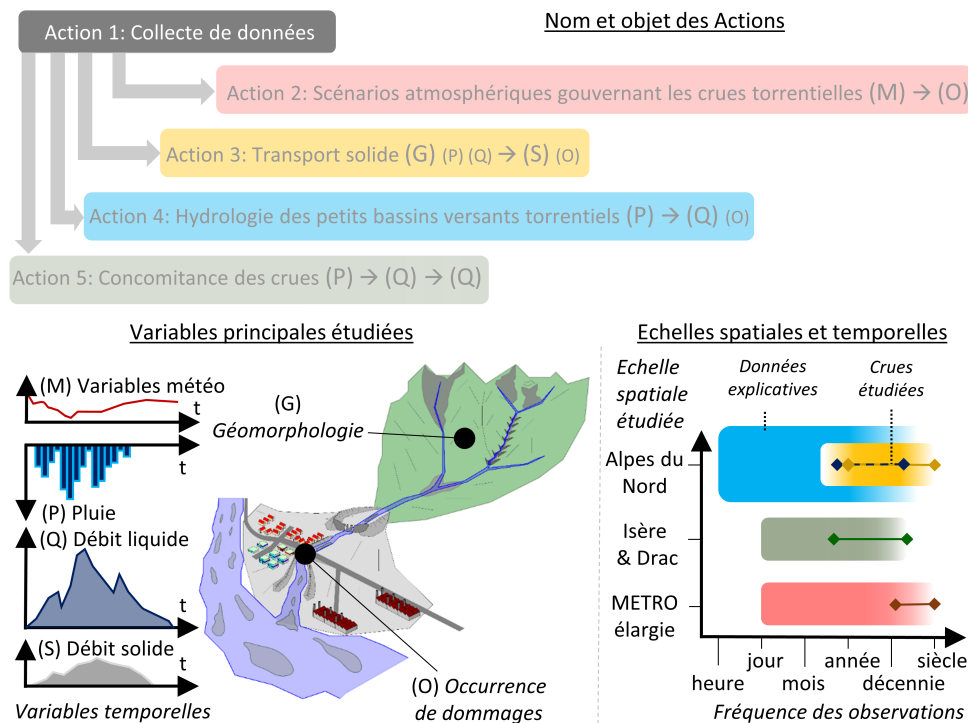 Nom et objet des Actions
Action 1: Collecte de données
Action 2: Scénarios atmosphériques gouvernant les crues torrentielles (M) → (O)
Action 3: Transport solide (G) (P) (Q) → (S) (O)
Action 4: Hydrologie des petits bassins versants torrentiels (P) → (Q) (O)
Action 5: Concomitance des crues (P) → (Q) → (Q)
Variables principales étudiées
(M) Variables météo
t
t
(P) Pluie
(Q) Débit liquide
t
(S) Débit solide
t
Variables temporelles
(G)
Géomorphologie
(O) Occurrence
de dommages
Echelles spatiales et temporelles
Echelle
spatiale
étudiée
Données
explicatives
Crues
étudiées
Alpes du
Nord
Isère
& Drac
METRO
élargie
heure
jour
mois
année
décennie
siècle
Fréquence des observations